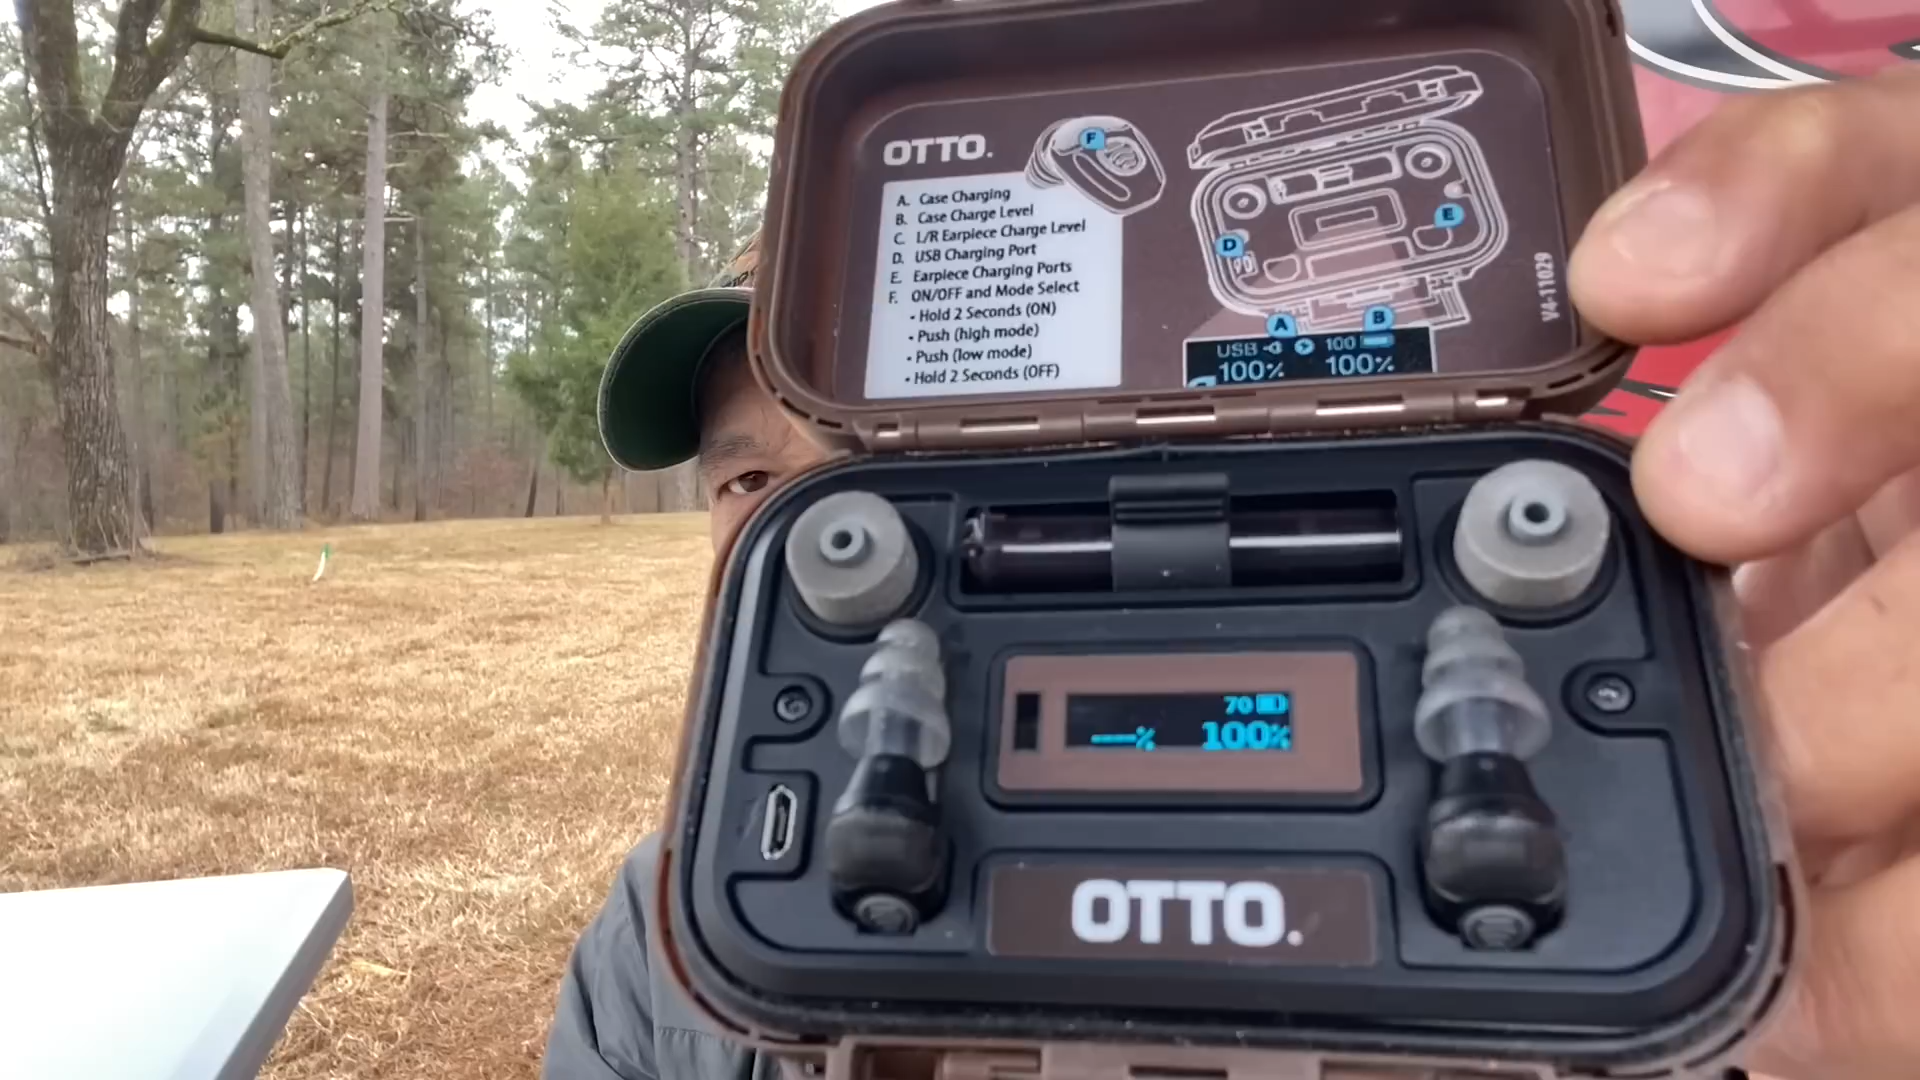 OTTO.
A. Case Charging
B. Case Charge Level
C. L/R Earpiece Charge Level
D. USB Charging Port
E. Earpiece Charging Ports
F. ON/OFF and Mode Select
• Hold 2 Seconds (ON)
• Push (high mode)
• Push (low mode)
• Hold 2 Seconds (OFF)
F
D
E
A
B
USB 100
100% 100%
V4-11029
70
----% 100%
OTTO.